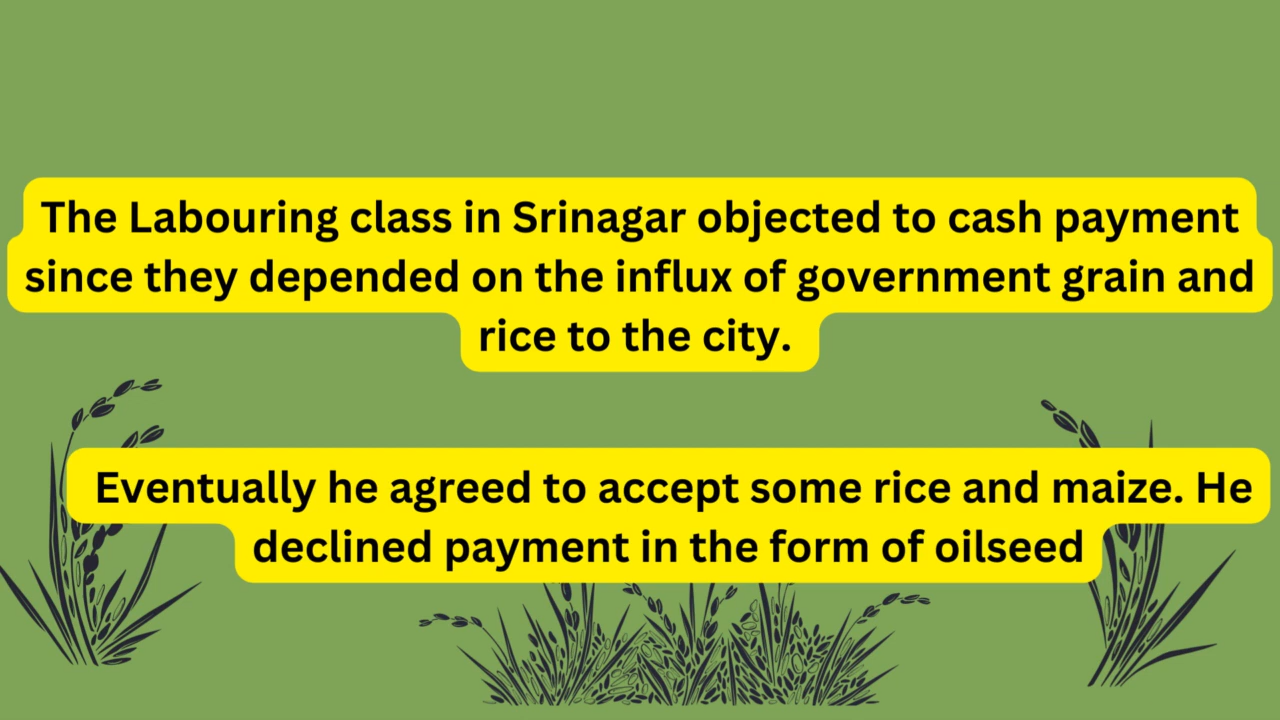 The Labouring class in Srinagar objected to cash payment
since they depended on the influx of government grain and
rice to the city.
Eventually he agreed to accept some rice and maize. He
declined payment in the form of oilseed